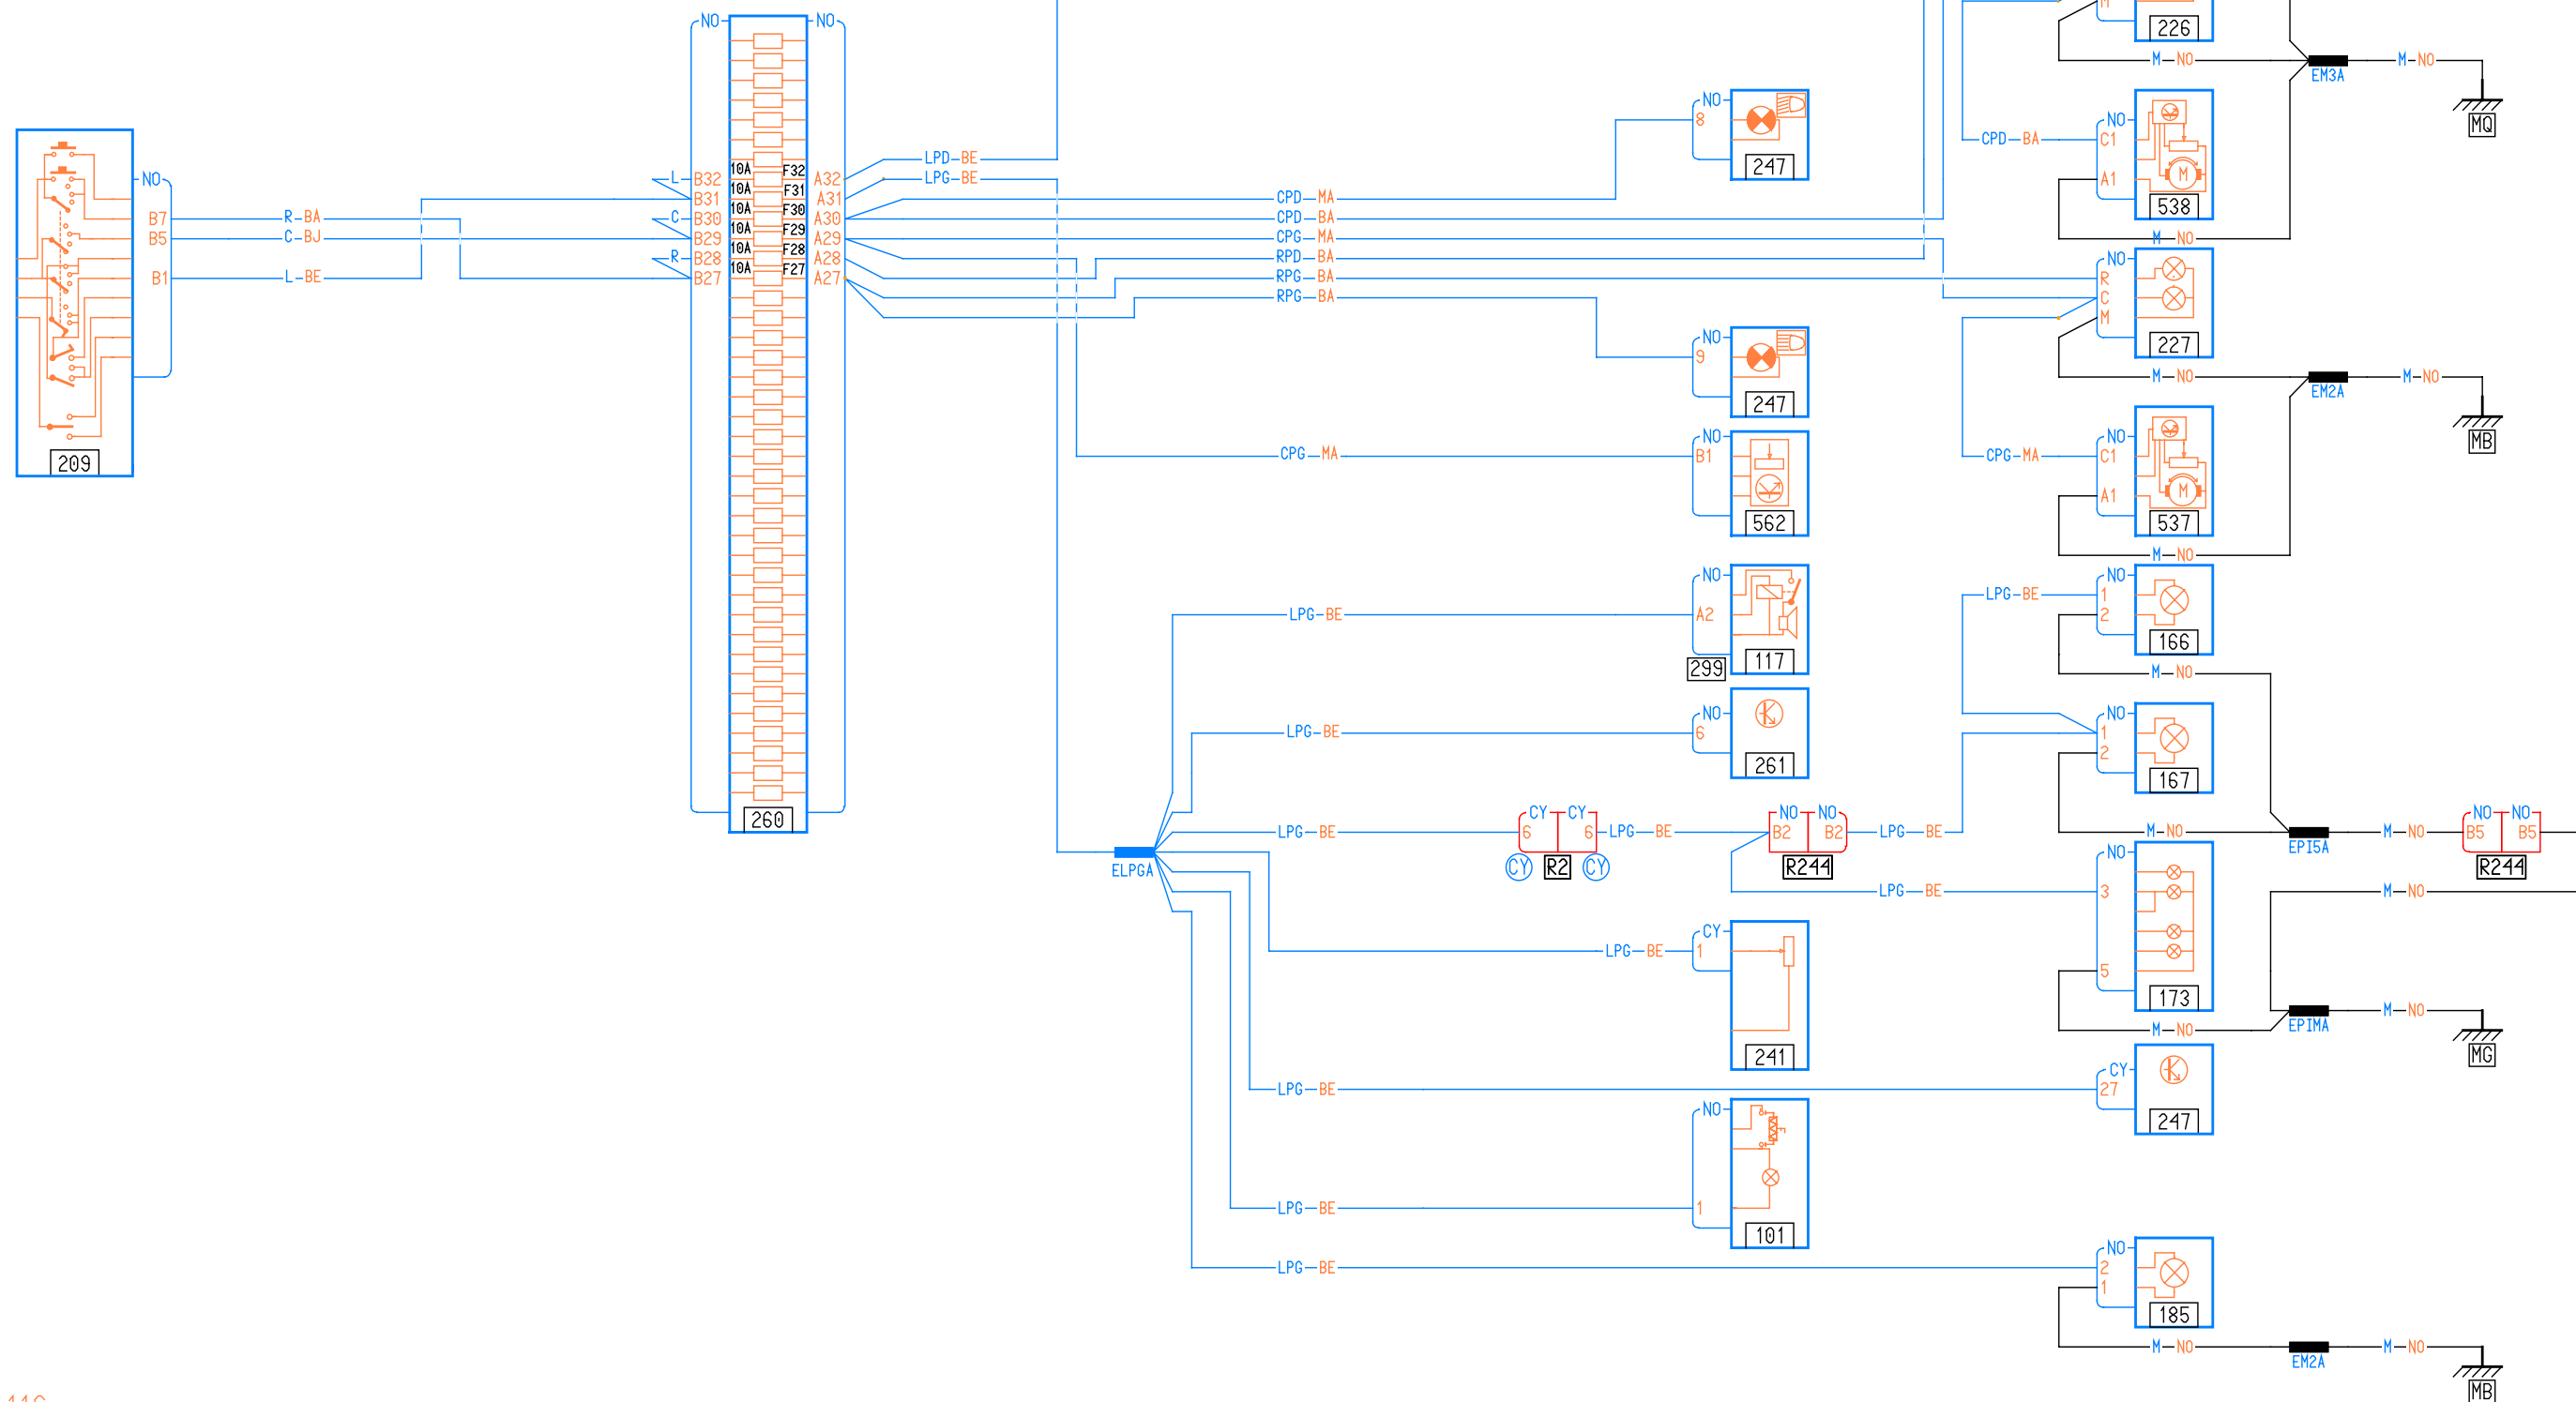 NO NO
226
M NO M NO
EM3A
MQ
NO
8
247
NO
CPD BA C1
A1
538
M NO
209
NO
B7 R BA
B5 C BJ
B1 L BE
L B32 10A F32 A32 LPD BE
B31 10A F31 A31 LPG BE
C B30 10A F30 A30 CPD MA
CPD BA
B29 10A F29 A29 CPG MA
R B28 10A F28 A28 RPD BA
B27 10A F27 A27 RPG BA
RPG BA
260
NO
R
C
M
227
M NO M NO
EM2A
MB
NO
9
247
NO
CPG MA B1
562
NO
CPG MA C1
A1
537
M NO
NO
LPG BE A2
299 117
NO
LPG BE 1
2
166
M NO
NO
LPG BE 6
261
NO
1
2
167
ELPGA
CY CY
LPG BE 6 6 LPG BE
CY R2 CY
NO NO
B2 B2 LPG BE
R244
M NO M NO
EPI5A
NO NO
B5 B5
R244
NO
LPG BE 3
5
173
M NO
M NO
M NO
EPIMA
MG
CY
LPG BE 1
241
CY
LPG BE 27
247
NO
LPG BE 1
101
NO
LPG BE 2
1
185
M NO M NO
EM2A
MB